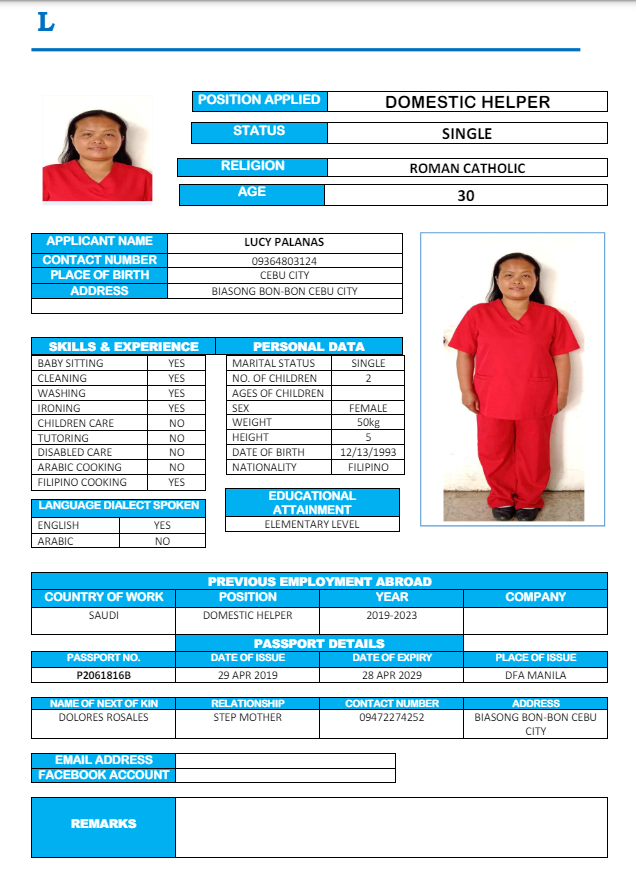 L
POSITION APPLIED DOMESTIC HELPER
STATUS SINGLE
RELIGION ROMAN CATHOLIC
AGE 30
APPLICANT NAME LUCY PALANAS
CONTACT NUMBER 09364803124
PLACE OF BIRTH CEBU CITY
ADDRESS BIASONG BON-BON CEBU CITY
SKILLS & EXPERIENCE
BABY SITTING YES
CLEANING YES
WASHING YES
IRONING YES
CHILDREN CARE NO
TUTORING NO
DISABLED CARE NO
ARABIC COOKING NO
FILIPINO COOKING YES
LANGUAGE DIALECT SPOKEN
ENGLISH YES
ARABIC NO
PERSONAL DATA
MARITAL STATUS SINGLE
NO. OF CHILDREN 2
AGES OF CHILDREN
SEX FEMALE
WEIGHT 50kg
HEIGHT 5
DATE OF BIRTH 12/13/1993
NATIONALITY FILIPINO
EDUCATIONAL
ATTAINMENT
ELEMENTARY LEVEL
PREVIOUS EMPLOYMENT ABROAD
COUNTRY OF WORK POSITION YEAR COMPANY
SAUDI DOMESTIC HELPER 2019-2023
PASSPORT DETAILS
PASSPORT NO. DATE OF ISSUE DATE OF EXPIRY PLACE OF ISSUE
P2061816B 29 APR 2019 28 APR 2029 DFA MANILA
NAME OF NEXT OF KIN RELATIONSHIP CONTACT NUMBER ADDRESS
DOLORES ROSALES STEP MOTHER 09472274252 BIASONG BON-BON CEBU
CITY
EMAIL ADDRESS
FACEBOOK ACCOUNT
REMARKS